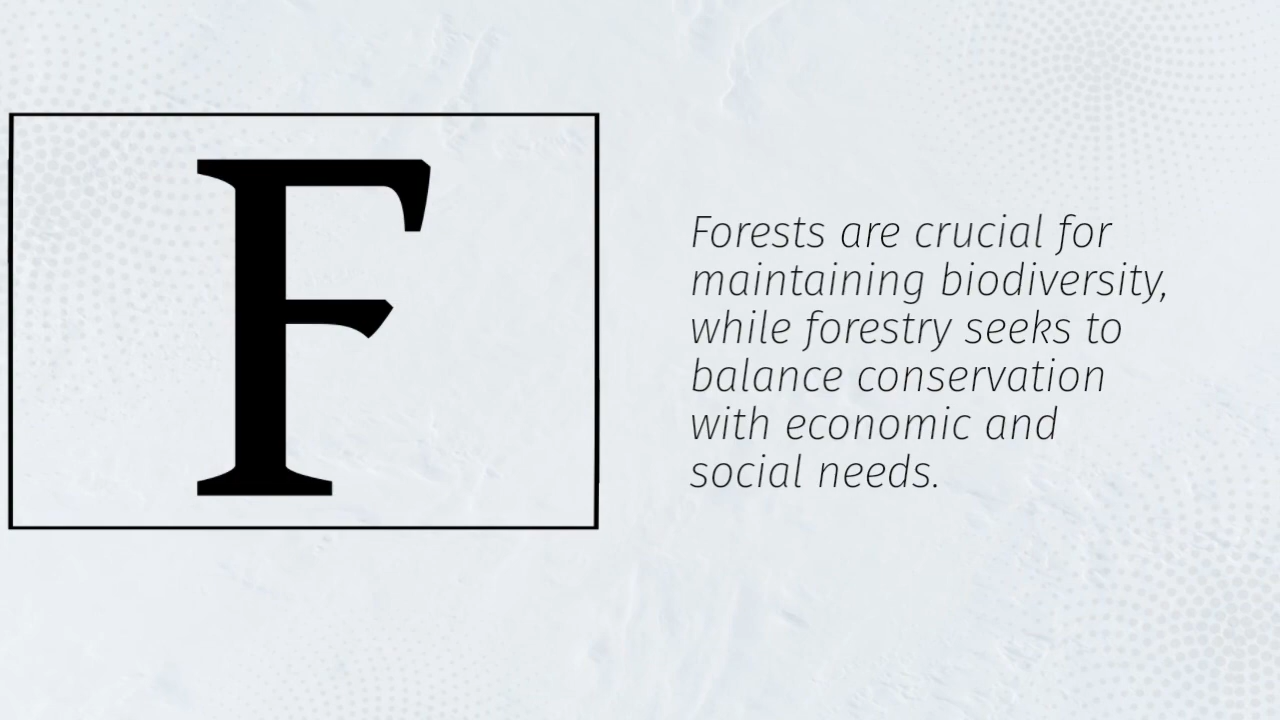 F
Forests are crucial for
maintaining biodiversity,
while forestry seeks to
balance conservation
with economic and
social needs.